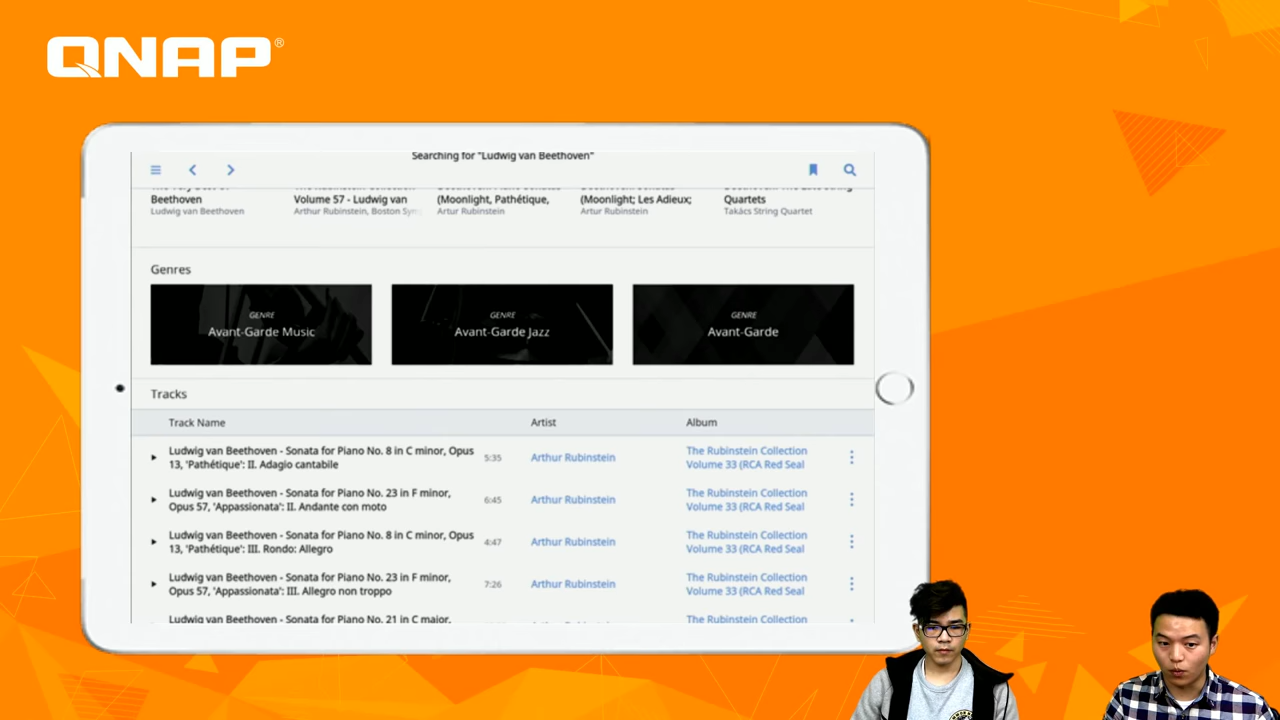 QNAP®
Searching for "Ludwig van Beethoven"
The Very Best of
Beethoven
Ludwig van Beethoven
The Rubinstein Collection
Volume 57 - Ludwig van
Arthur Rubinstein, Boston Sym
(Moonlight, Pathétique,
Artur Rubinstein
(Moonlight; Les Adieux;
Artur Rubinstein
Quartets
Takács String Quartet
Genres
GENRE
Avant-Garde Music
GENRE
Avant-Garde Jazz
GENRE
Avant-Garde
Tracks
Track Name Artist Album
Ludwig van Beethoven - Sonata for Piano No. 8 in C minor, Opus
13, 'Pathétique': II. Adagio cantabile
5:35
Arthur Rubinstein
The Rubinstein Collection
Volume 33 (RCA Red Seal
Ludwig van Beethoven - Sonata for Piano No. 23 in F minor,
Opus 57, 'Appassionata': II. Andante con moto
6:45
Arthur Rubinstein
The Rubinstein Collection
Volume 33 (RCA Red Seal
Ludwig van Beethoven - Sonata for Piano No. 8 in C minor, Opus
13, 'Pathétique': III. Rondo: Allegro
4:47
Arthur Rubinstein
The Rubinstein Collection
Volume 33 (RCA Red Seal
Ludwig van Beethoven - Sonata for Piano No. 23 in F minor,
Opus 57, 'Appassionata': III. Allegro non troppo
7:26
Arthur Rubinstein
The Rubinstein Collection
Volume 33 (RCA Red Seal
Ludwig van Beethoven - Sonata for Piano No. 21 in C major,
The Rubinstein Collection